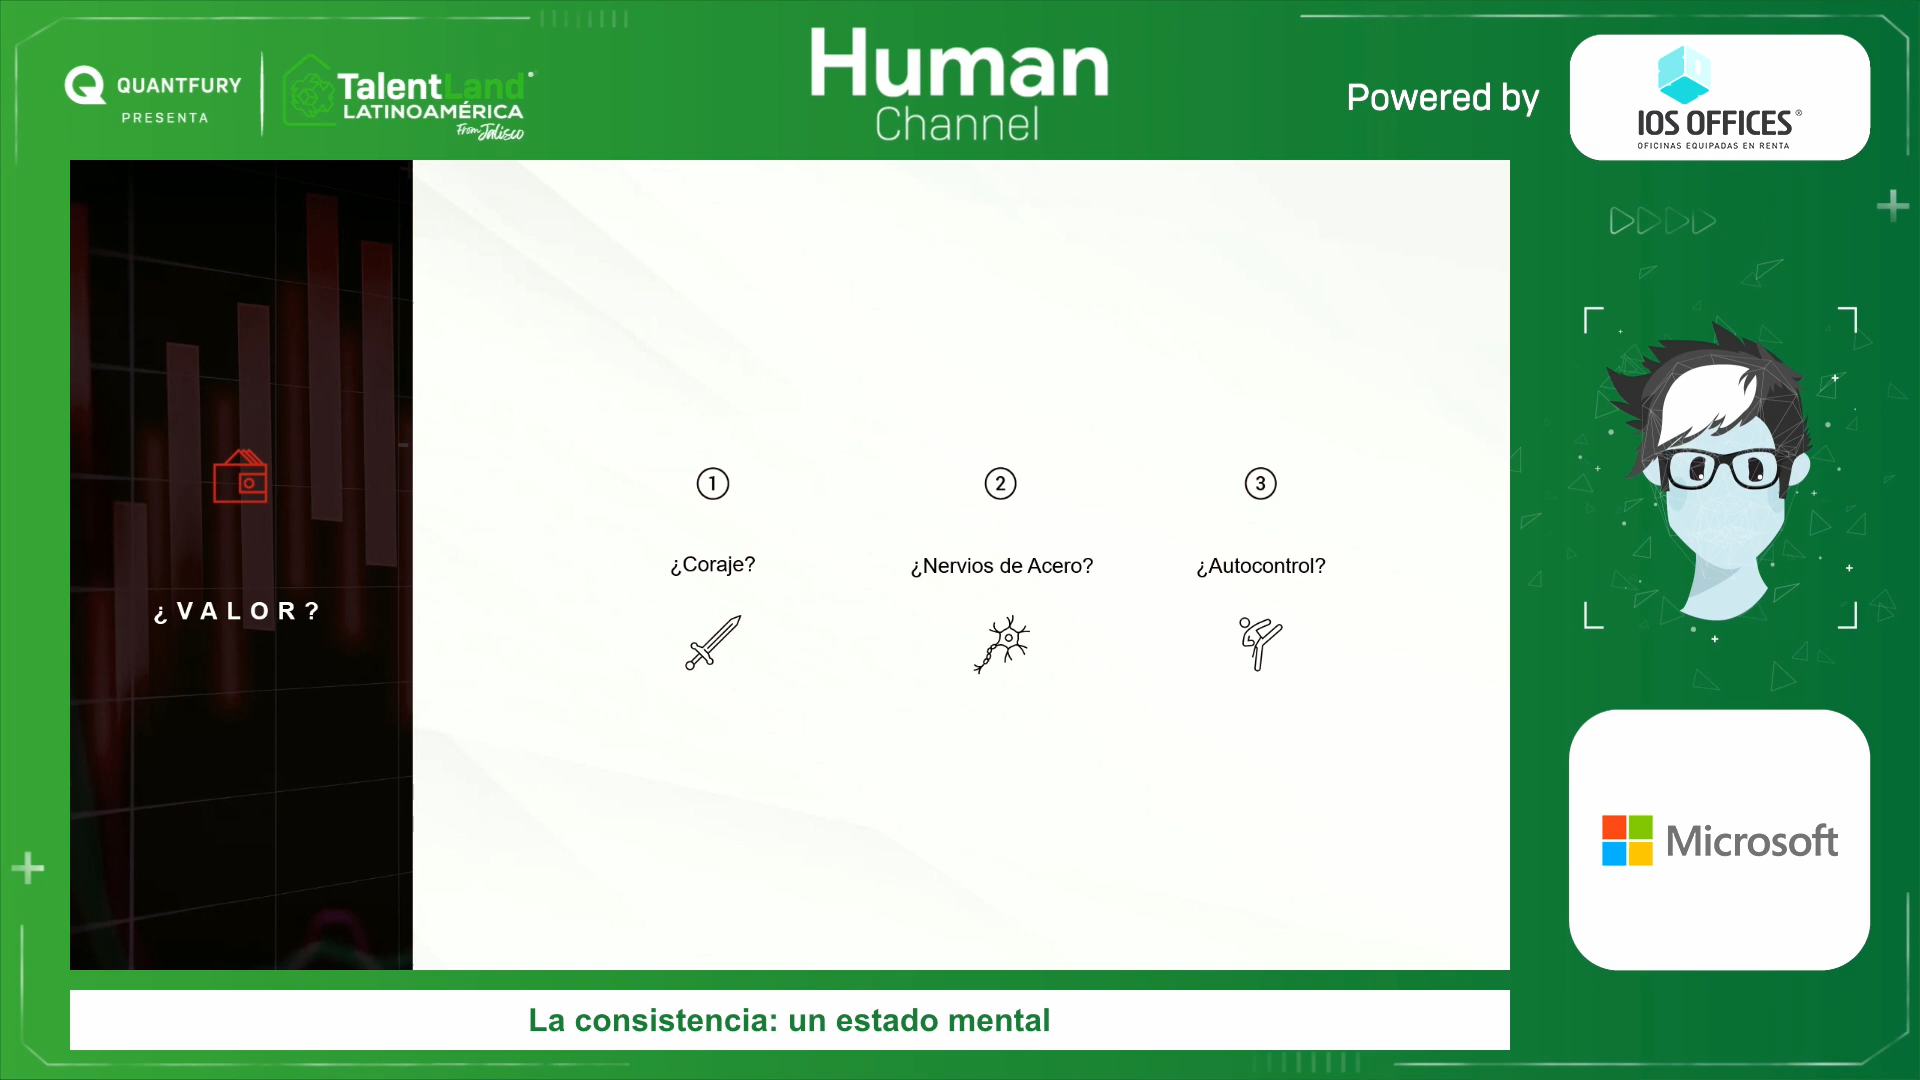 QUANTFURY
PRESENTA
TalentLand
LATINOAMÉRICA
From Jalisco
Human
Channel
Powered by
IOS OFFICES®
OFICINAS EQUIPADAS EN RENTA
¿VALOR?
1
2
3
¿Coraje?
¿Nervios de Acero?
¿Autocontrol?
Microsoft
La consistencia: un estado mental